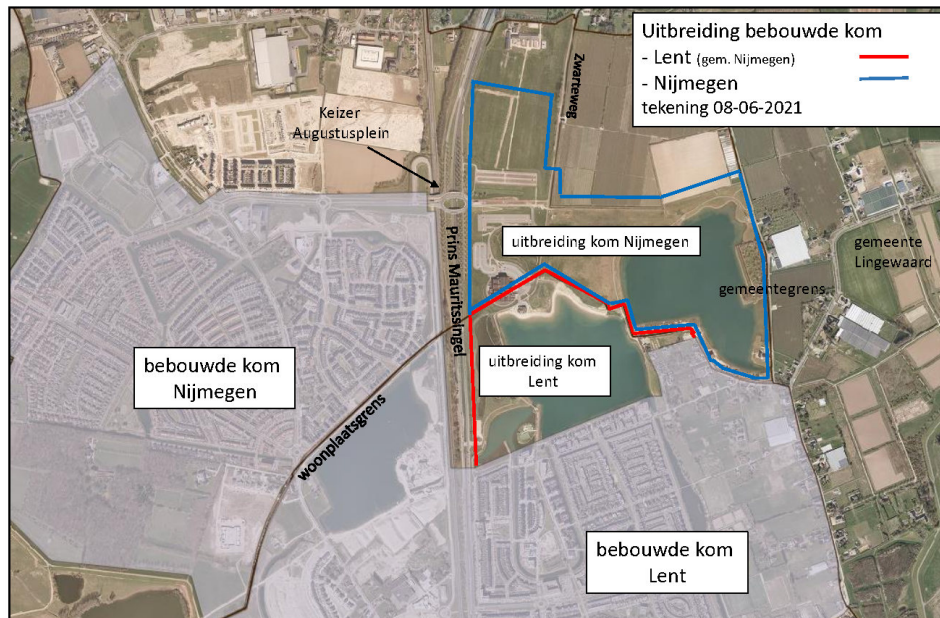 Uitbreiding bebouwde kom
- Lent (gem. Nijmegen)
- Nijmegen
tekening 08-06-2021
Zwarteweg
Keizer
Augustusplein
Prins Mauritssingel
uitbreiding kom Nijmegen
gemeente
Lingewaard
gemeentegrens
uitbreiding kom
Lent
bebouwde kom
Nijmegen
woonplaatsgrens
bebouwde kom
Lent